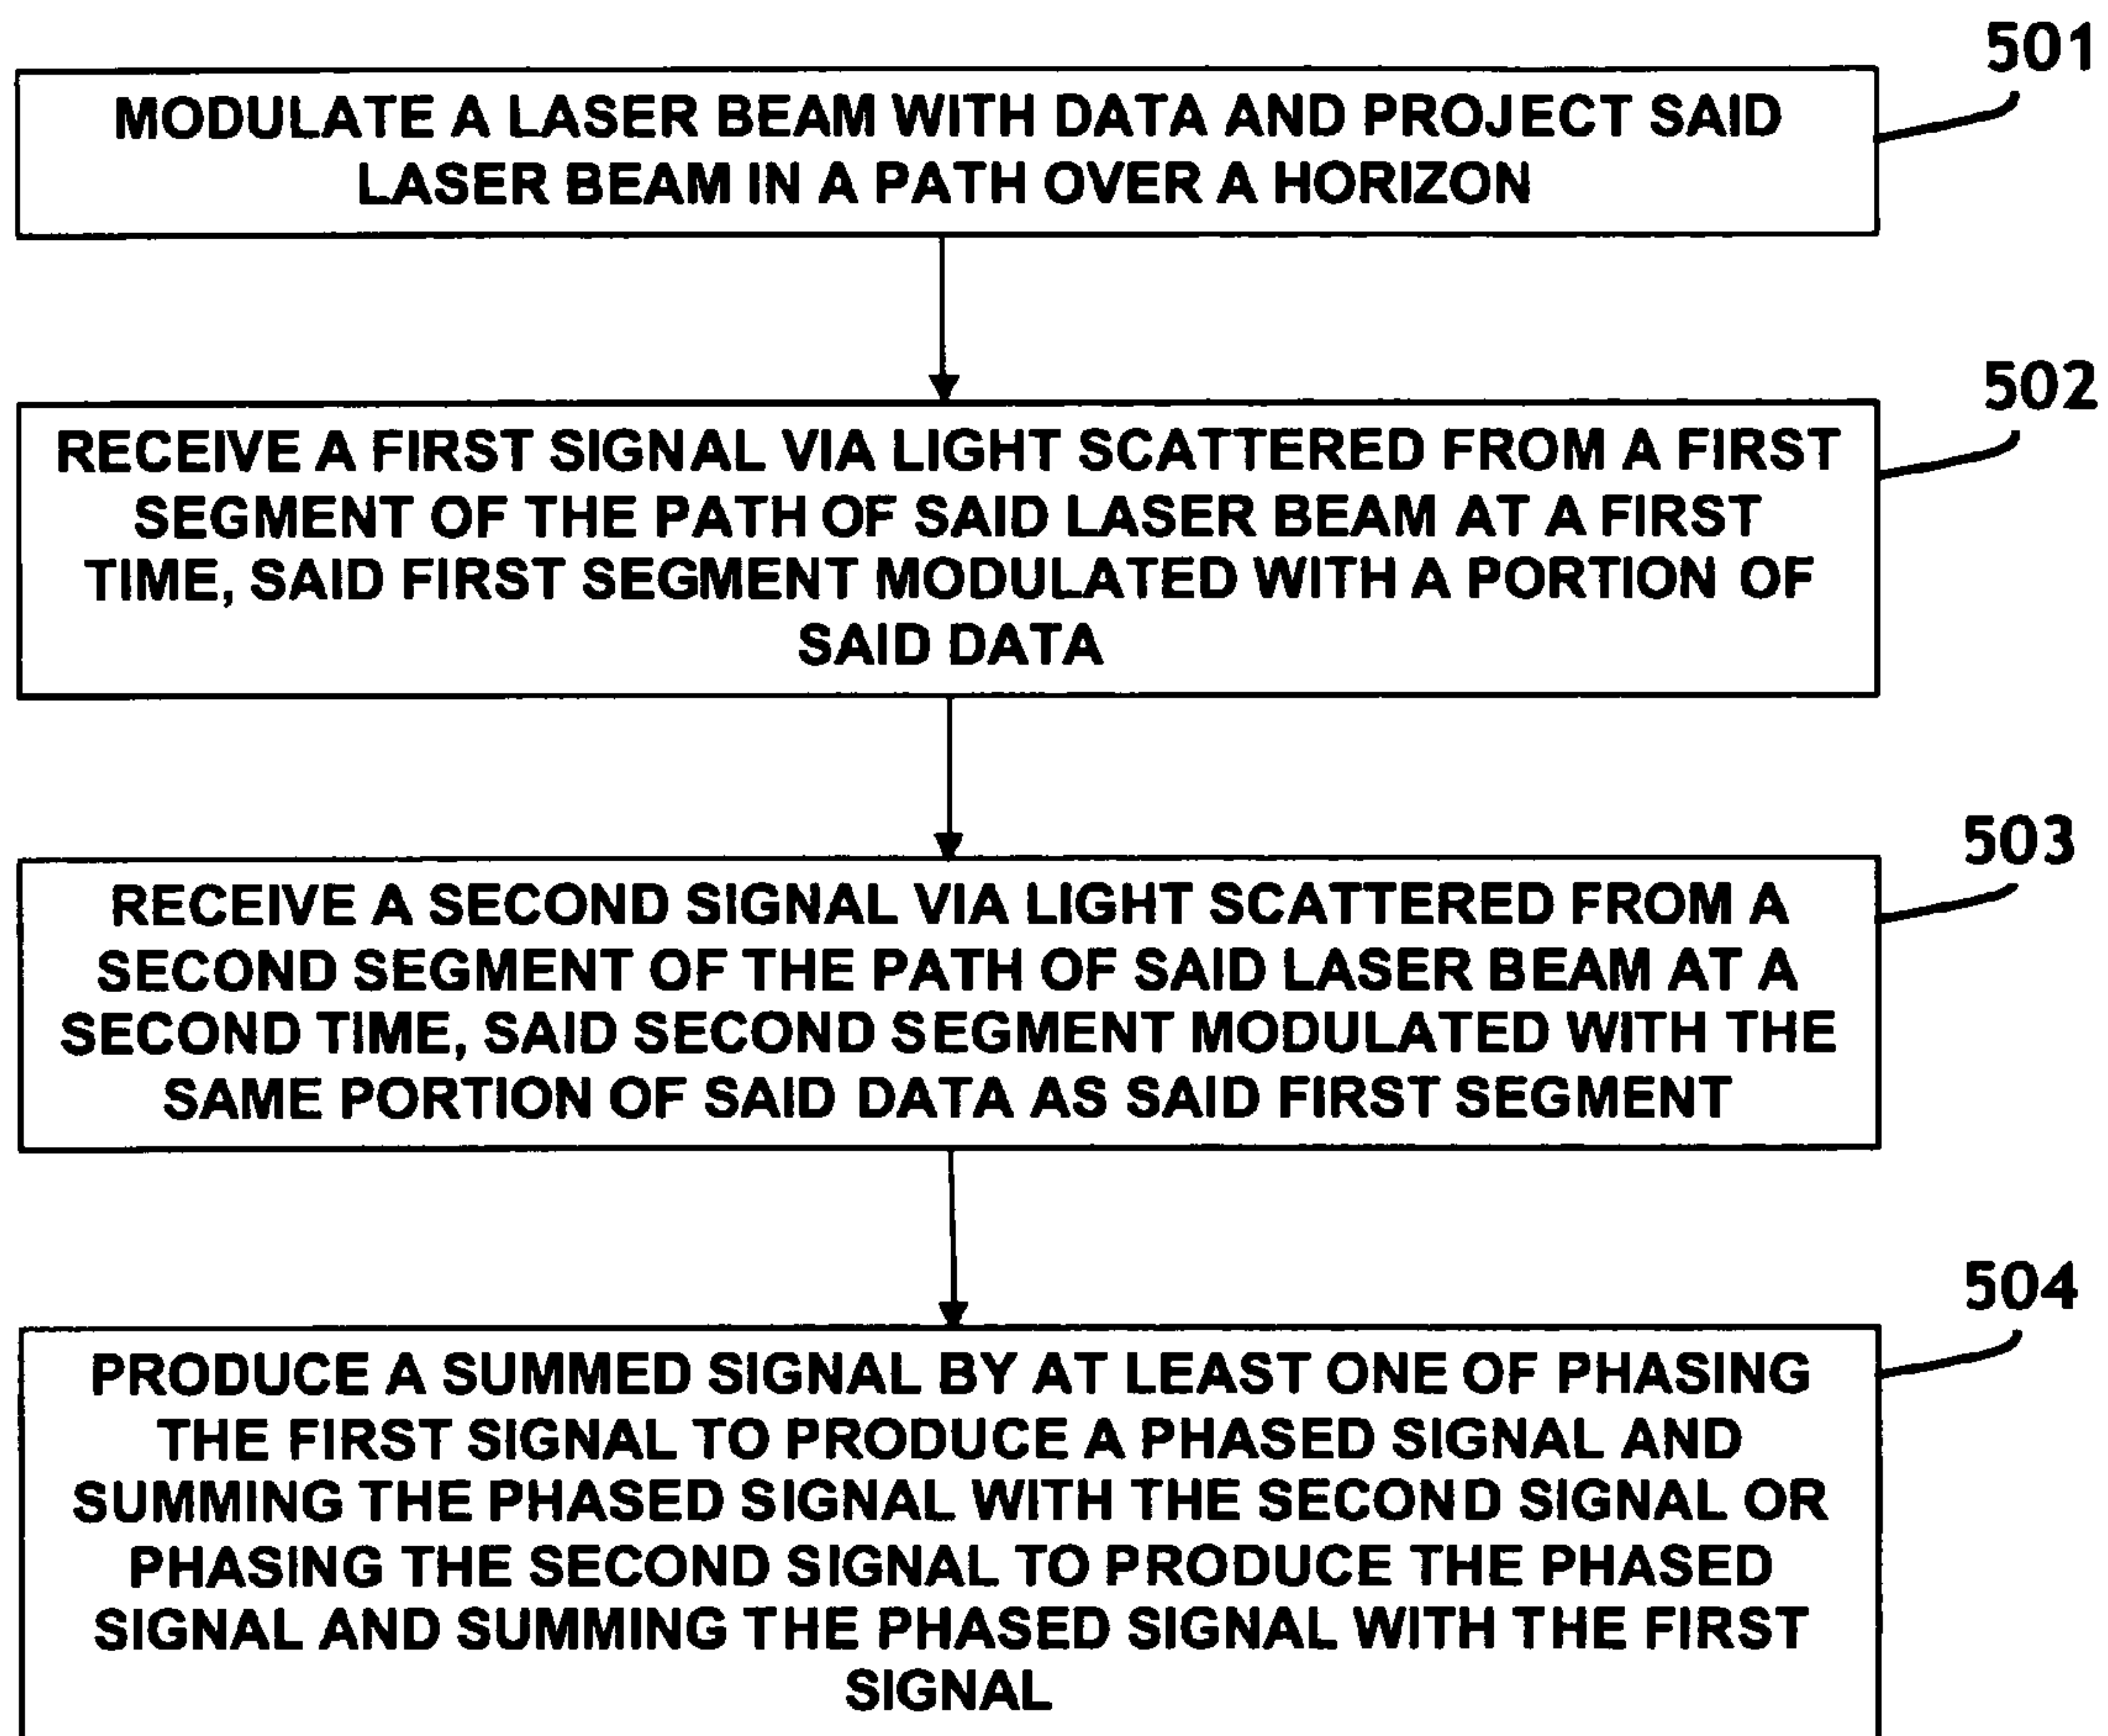 501
MODULATE A LASER BEAM WITH DATA AND PROJECT SAID
LASER BEAM IN A PATH OVER A HORIZON
502
RECEIVE A FIRST SIGNAL VIA LIGHT SCATTERED FROM A FIRST
SEGMENT OF THE PATH OF SAID LASER BEAM AT A FIRST
TIME, SAID FIRST SEGMENT MODULATED WITH A PORTION OF
SAID DATA
503
RECEIVE A SECOND SIGNAL VIA LIGHT SCATTERED FROM A
SECOND SEGMENT OF THE PATH OF SAID LASER BEAM AT A
SECOND TIME, SAID SECOND SEGMENT MODULATED WITH THE
SAME PORTION OF SAID DATA AS SAID FIRST SEGMENT
504
PRODUCE A SUMMED SIGNAL BY AT LEAST ONE OF PHASING
THE FIRST SIGNAL TO PRODUCE A PHASED SIGNAL AND
SUMMING THE PHASED SIGNAL WITH THE SECOND SIGNAL OR
PHASING THE SECOND SIGNAL TO PRODUCE THE PHASED
SIGNAL AND SUMMING THE PHASED SIGNAL WITH THE FIRST
SIGNAL